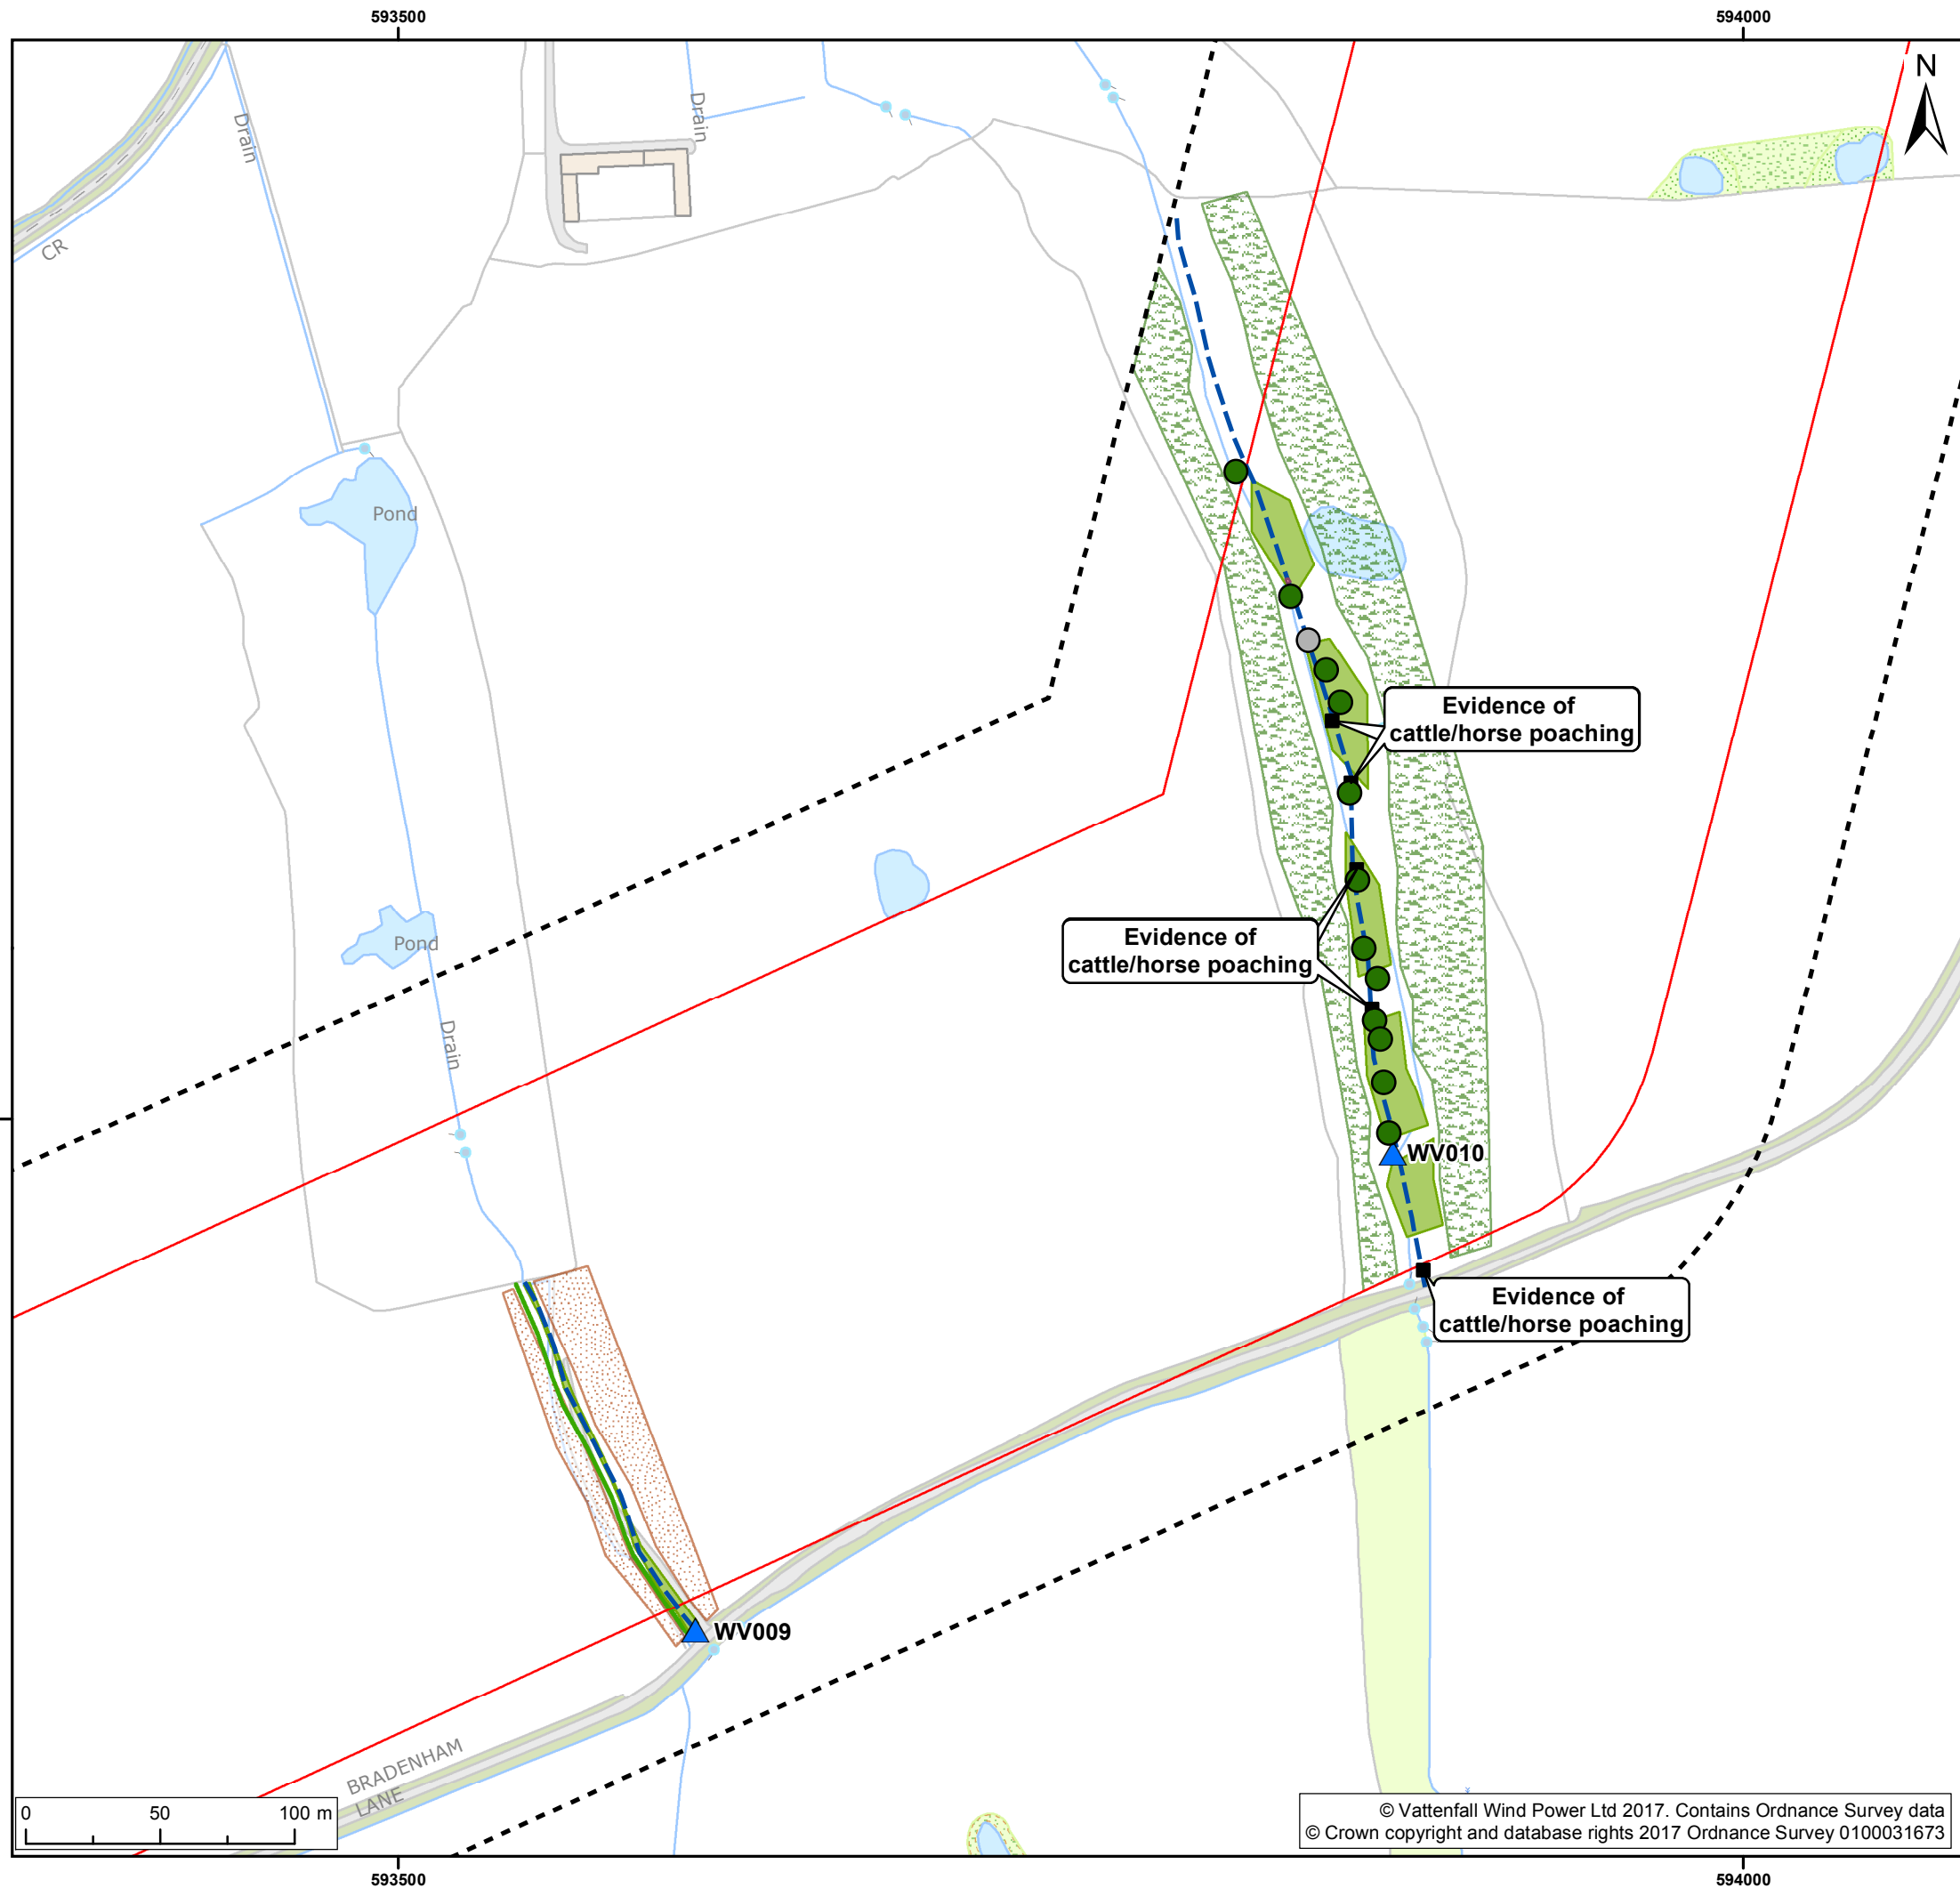 593500
594000
N
Drain
Drain
CR
Pond
Evidence of
cattle/horse poaching
Pond
Evidence of
cattle/horse poaching
Drain
WV010
Evidence of
cattle/horse poaching
WV009
BRADENHAM
LANE
0 50 100 m
© Vattenfall Wind Power Ltd 2017. Contains Ordnance Survey data
© Crown copyright and database rights 2017 Ordnance Survey 0100031673
593500
594000